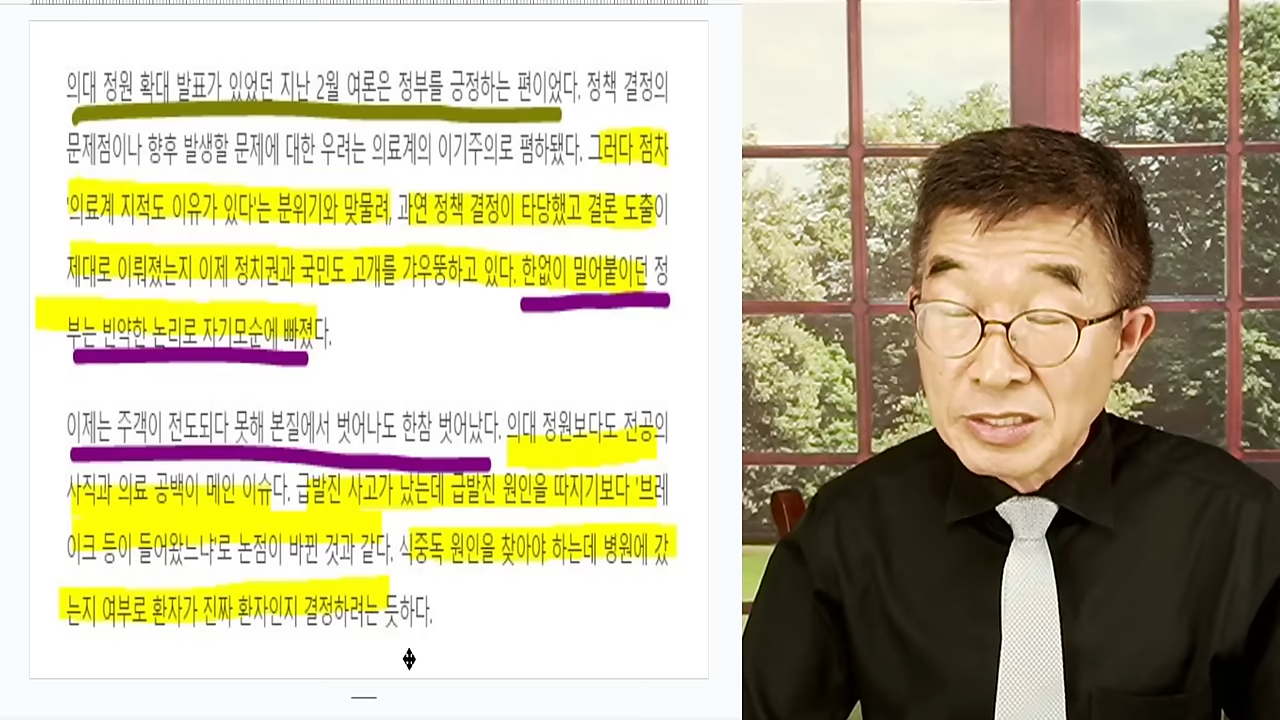 의대 정원 확대 발표가 있었던 지난 2월 여론은 정부를 긍정하는 편이었다. 정책 결정의
문제점이나 향후 발생할 문제에 대한 우려는 의료계의 이기주의로 폄하됐다. 그러다 점차
'의료계 지적도 이유가 있다'는 분위기와 맞물려, 과연 정책 결정이 타당했고 결론 도출이
제대로 이뤄졌는지 이제 정치권과 국민도 고개를 갸우뚱하고 있다. 한없이 밀어붙이던 정
부는 빈약한 논리로 자기모순에 빠졌다.
이제는 주객이 전도되다 못해 본질에서 벗어나도 한참 벗어났다. 의대 정원보다도 전공의
사직과 의료 공백이 메인 이슈다. 급발진 사고가 났는데 급발진 원인을 따지기보다 '브레
이크 등이 들어왔느냐'로 논점이 바뀐 것과 같다. 식중독 원인을 찾아야 하는데 병원에 갔
는지 여부로 환자가 진짜 환자인지 결정하려는 듯하다.